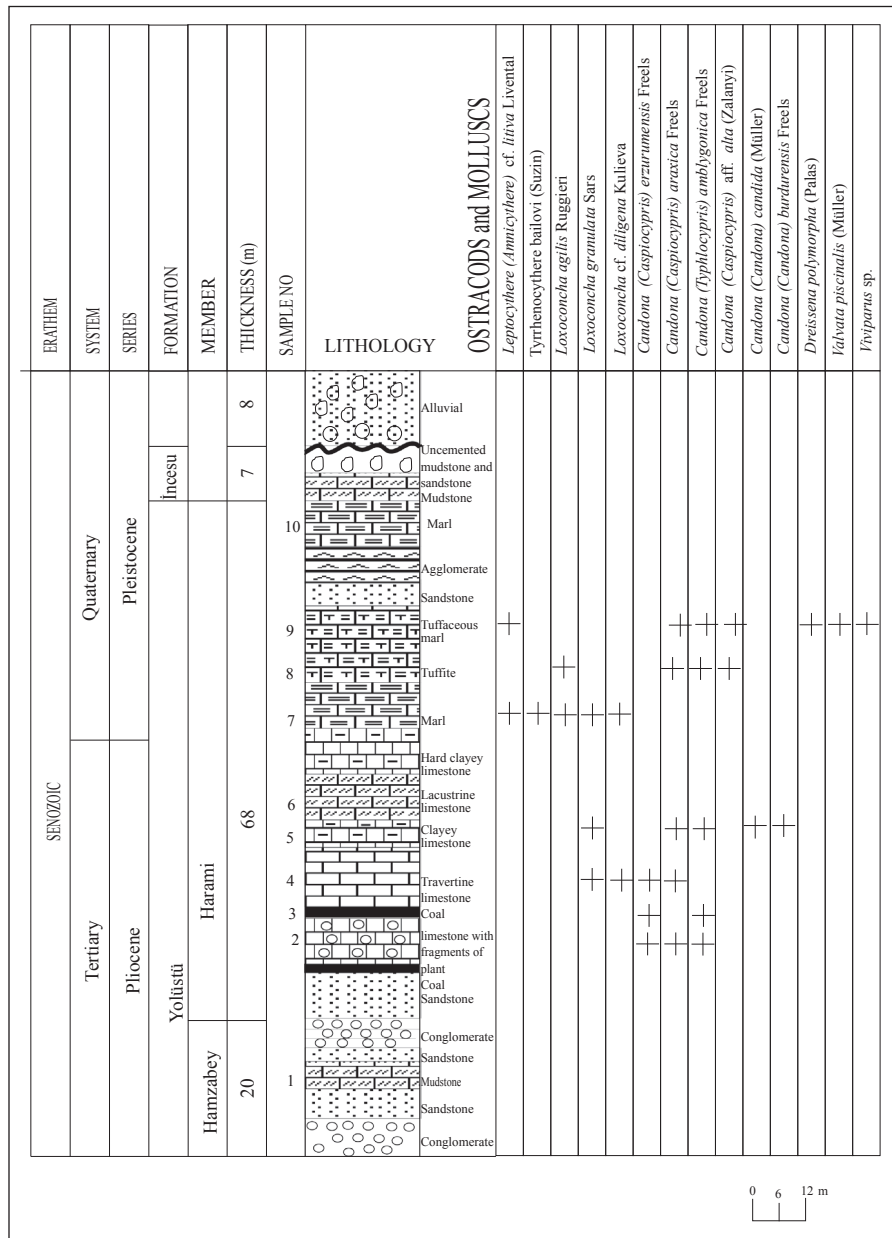 ERATHEM
SYSTEM
SERIES
FORMATION
MEMBER
THICKNESS (m)
SAMPLE NO
LITHOLOGY
OSTRACODS and MOLLUSCS
Leptocythere (Amnicythere) cf. litiva Livental
Tyrrhenocythere bailovi (Suzin)
Loxoconcha agilis Ruggieri
Loxoconcha granulata Sars
Loxoconcha cf. diligena Kulieva
Candona (Caspiocypris) erzurumensis Freels
Candona (Caspiocypris) araxica Freels
Candona (Typhlocypris) amblygonica Freels
Candona (Caspiocypris) aff. alta (Zalanyi)
Candona (Candona) candida (Müller)
Candona (Candona) burdurensis Freels
Dreissena polymorpha (Palas)
Valvata piscinalis (Müller)
Viviparus sp.
SENOZOIC
Quaternary
Tertiary
Pleistocene
Pliocene
İncesu
Yolüstü
Harami
Hamzabey
8
7
68
20
10
9
8
7
6
5
4
3
2
1
Alluvial
Uncemented
mudstone and
sandstone
Mudstone
Marl
Agglomerate
Sandstone
Tuffaceous
marl
Tuffite
Marl
Hard clayey
limestone
Lacustrine
limestone
Clayey
limestone
Travertine
limestone
Coal
limestone with
fragments of
plant
Coal
Sandstone
Conglomerate
Sandstone
Mudstone
Sandstone
Conglomerate
0 6 12 m